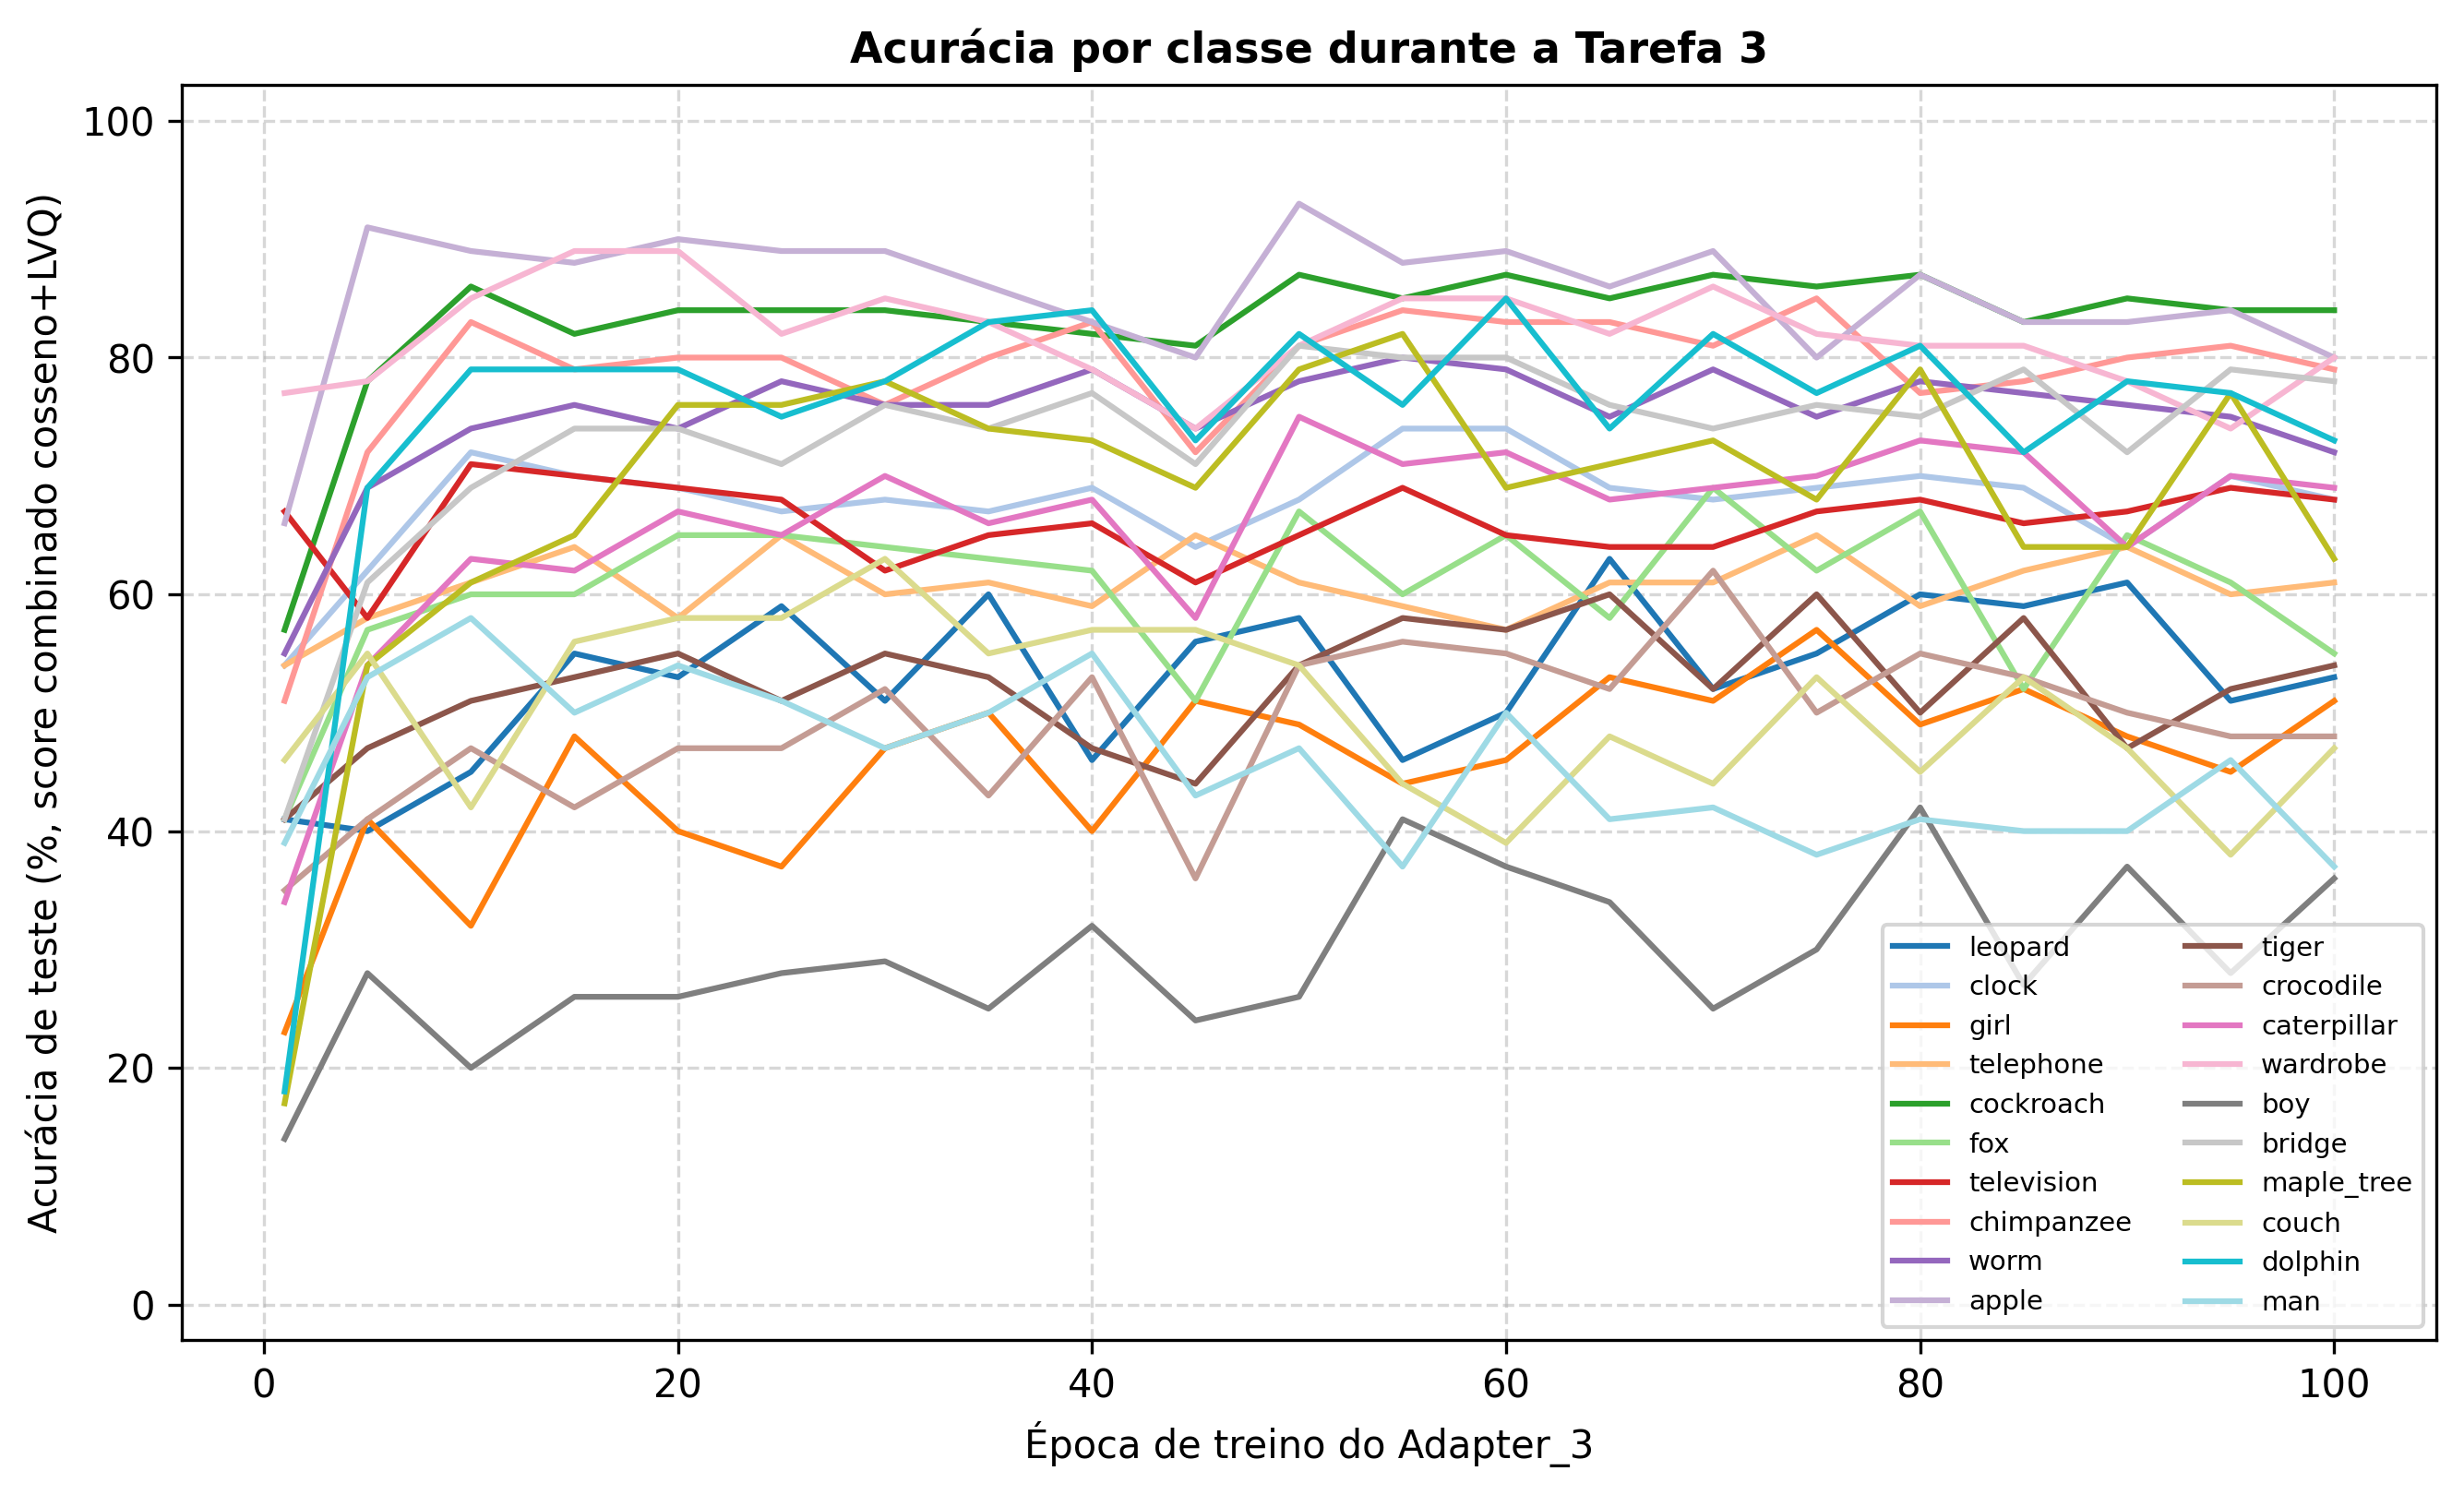 Acurácia por classe durante a Tarefa 3
Acurácia de teste (%, score combinado cosseno+LVQ)
100
80
60
40
20
0
0 20 40 60 80 100
Época de treino do Adapter_3
leopard
clock
girl
telephone
cockroach
fox
television
chimpanzee
worm
apple
tiger
crocodile
caterpillar
wardrobe
boy
bridge
maple_tree
couch
dolphin
man